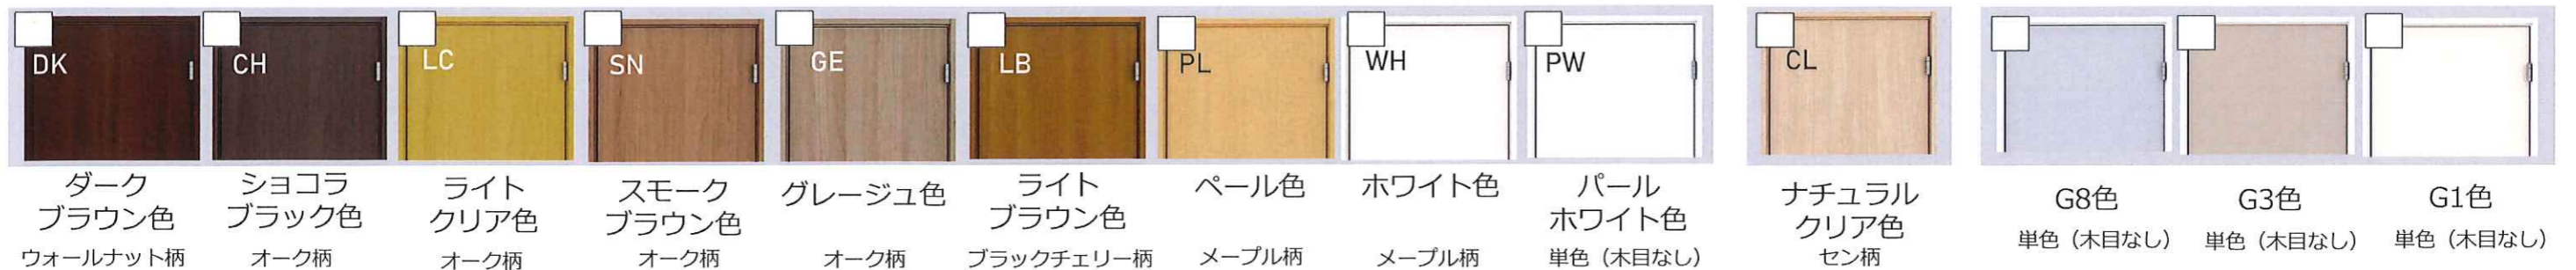 DK
CH
LC
SN
GE
LB
PL
WH
PW
CL
ダーク
ブラウン色
ウォールナット柄
ショコラ
ブラック色
オーク柄
ライト
クリア色
オーク柄
スモーク
ブラウン色
オーク柄
グレージュ色
オーク柄
ライト
ブラウン色
ブラックチェリー柄
ペール色
メープル柄
ホワイト色
メープル柄
パール
ホワイト色
単色（木目なし）
ナチュラル
クリア色
セン柄
G8色
単色（木目なし）
G3色
単色（木目なし）
G1色
単色（木目なし）